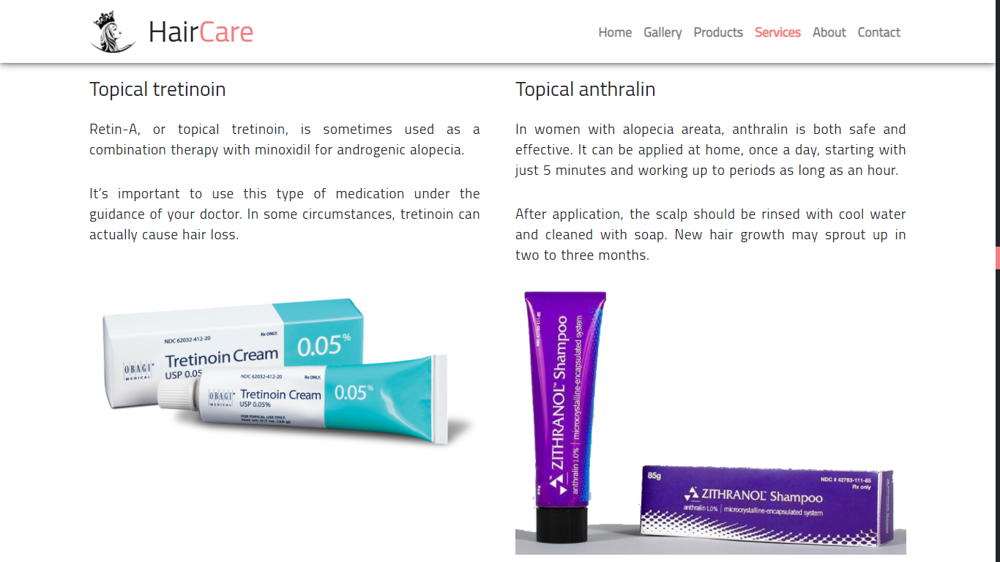 HairCare
Home Gallery Products Services About Contact
Topical tretinoin
Retin-A, or topical tretinoin, is sometimes used as a
combination therapy with minoxidil for androgenic alopecia.
It’s important to use this type of medication under the
guidance of your doctor. In some circumstances, tretinoin can
actually cause hair loss.
NDC 62032-412-20
Rx ONLY.
0.05%
OBAGI
MEDICAL
Tretinoin Cream
USP 0.05
NDC 62032-412-20
Rx ONLY.
OBAGI
MEDICAL
Tretinoin Cream
USP 0.05%
0.05%
FOR TOPICAL USE ONLY.
Net wt. 0.7 oz. (20 g)
Topical anthralin
In women with alopecia areata, anthralin is both safe and
effective. It can be applied at home, once a day, starting with
just 5 minutes and working up to periods as long as an hour.
After application, the scalp should be rinsed with cool water
and cleaned with soap. New hair growth may sprout up in
two to three months.
NDC # 42783-111-85
ZITHRANOL™ Shampoo
anthralin 1.0% | microcrystalline-encapsulated system
85g
85g
NDC # 42783-111-85
Rx only
ZITHRANOL™ Shampoo
anthralin 1.0% | microcrystalline-encapsulated system